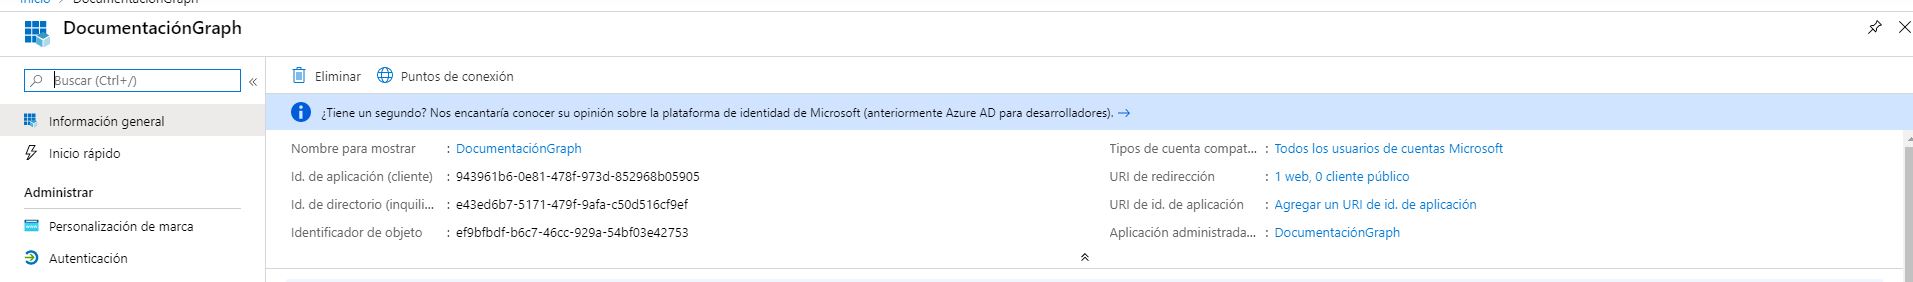 Inicio > DocumentaciónGraph
DocumentaciónGraph
Buscar (Ctrl+/)
«
Información general
Inicio rápido
Administrar
Personalización de marca
Autenticación
Eliminar
Puntos de conexión
¿Tiene un segundo? Nos encantaría conocer su opinión sobre la plataforma de identidad de Microsoft (anteriormente Azure AD para desarrolladores). →
Nombre para mostrar : DocumentaciónGraph
Id. de aplicación (cliente) : 943961b6-0e81-478f-973d-852968b05905
Id. de directorio (inquili... : e43ed6b7-5171-479f-9afa-c50d516cf9ef
Identificador de objeto : ef9bfbdf-b6c7-46cc-929a-54bf03e42753
Tipos de cuenta compat... : Todos los usuarios de cuentas Microsoft
URI de redirección : 1 web, 0 cliente público
URI de id. de aplicación : Agregar un URI de id. de aplicación
Aplicación administrada... : DocumentaciónGraph